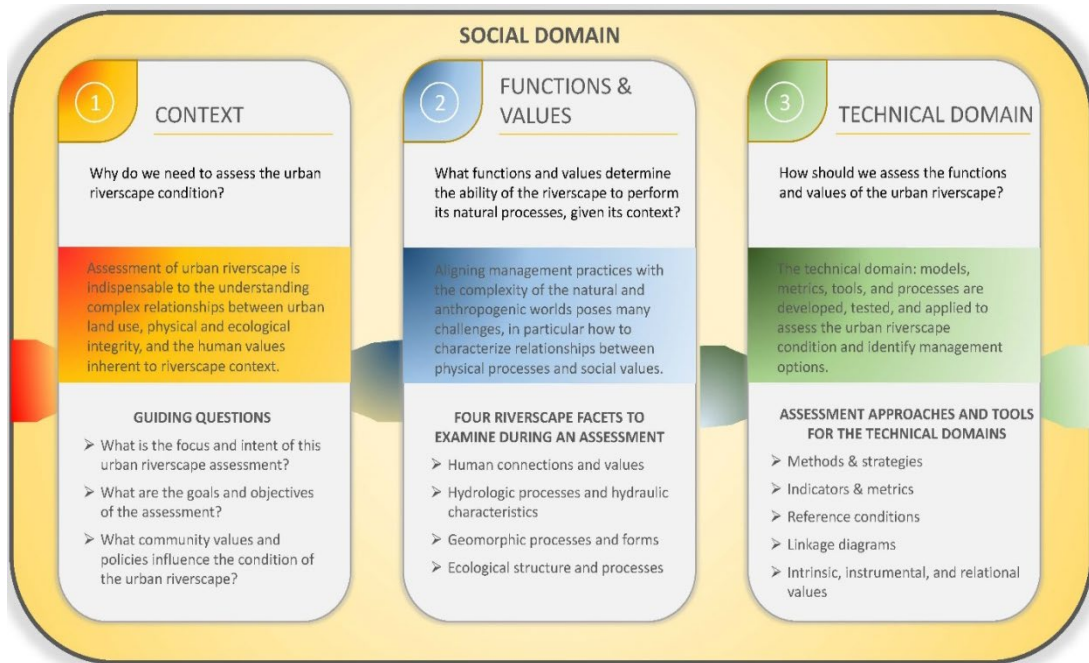 SOCIAL DOMAIN
1
CONTEXT
Why do we need to assess the urban
riverscape condition?
Assessment of urban riverscape is
indispensable to the understanding
complex relationships between urban
land use, physical and ecological
integrity, and the human values
inherent to riverscape context.
GUIDING QUESTIONS
➢ What is the focus and intent of this
urban riverscape assessment?
➢ What are the goals and objectives
of the assessment?
➢ What community values and
policies influence the condition of
the urban riverscape?
2
FUNCTIONS &
VALUES
What functions and values determine
the ability of the riverscape to perform
its natural processes, given its context?
Aligning management practices with
the complexity of the natural and
anthropogenic worlds poses many
challenges, in particular how to
characterize relationships between
physical processes and social values.
FOUR RIVERSCAPE FACETS TO
EXAMINE DURING AN ASSESSMENT
➢ Human connections and values
➢ Hydrologic processes and hydraulic
characteristics
➢ Geomorphic processes and forms
➢ Ecological structure and processes
3
TECHNICAL DOMAIN
How should we assess the functions
and values of the urban riverscape?
The technical domain: models,
metrics, tools, and processes are
developed, tested, and applied to
assess the urban riverscape
condition and identify management
options.
ASSESSMENT APPROACHES AND TOOLS
FOR THE TECHNICAL DOMAINS
➢ Methods & strategies
➢ Indicators & metrics
➢ Reference conditions
➢ Linkage diagrams
➢ Intrinsic, instrumental, and relational
values